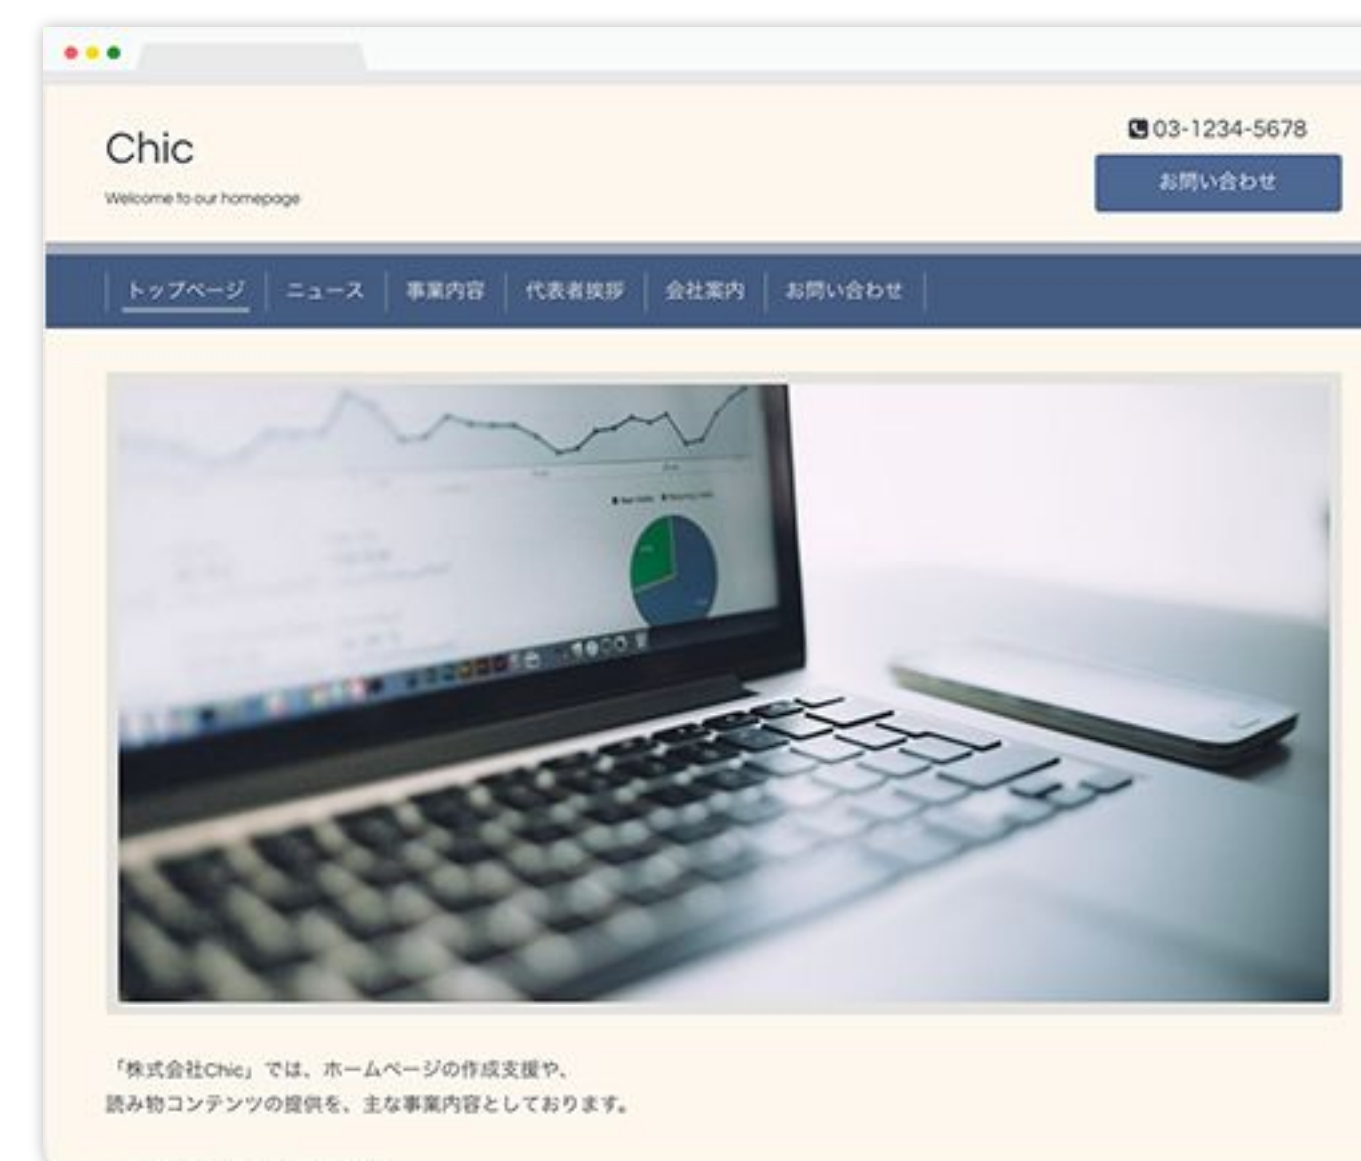 Chic
Welcome to our homepage
03-1234-5678
お問い合わせ
トップページ
ニュース
事業内容
代表者挨拶
会社案内
お問い合わせ
「株式会社Chic」では、ホームページの作成支援や、
読み物コンテンツの提供を、主な事業内容としております。